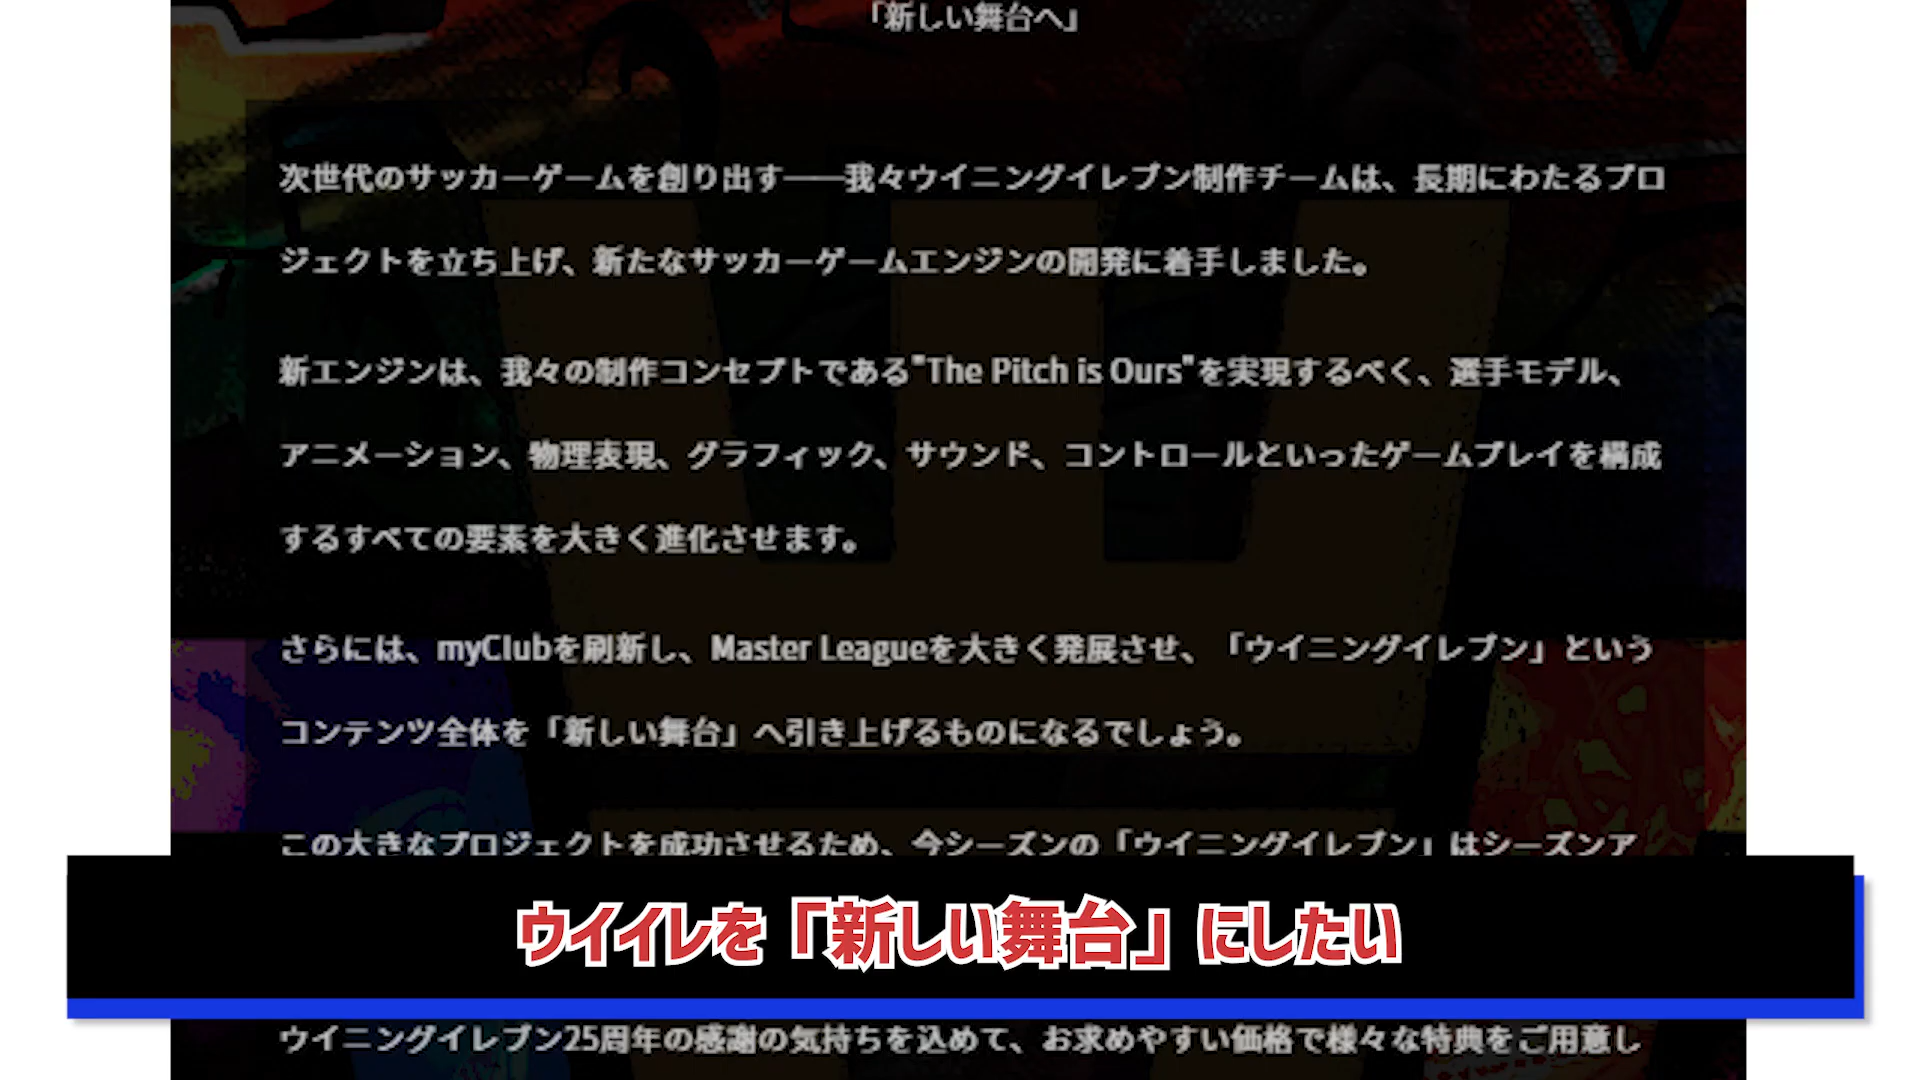 「新しい舞台へ」
次世代のサッカーゲームを創り出す――我々ウイニングイレブン制作チームは、長期にわたるプロ
ジェクトを立ち上げ、新たなサッカーゲームエンジンの開発に着手しました。
新エンジンは、我々の制作コンセプトである"The Pitch is Ours"を実現するべく、選手モデル、
アニメーション、物理表現、グラフィック、サウンド、コントロールといったゲームプレイを構成
するすべての要素を大きく進化させます。
さらには、myClubを刷新し、Master Leagueを大きく発展させ、「ウイニングイレブン」という
コンテンツ全体を「新しい舞台」へ引き上げるものになるでしょう。
この大きなプロジェクトを成功させるため、今シーズンの「ウイニングイレブン」はシーズンア
ウイイレを「新しい舞台」にしたい
ウイニングイレブン25周年の感謝の気持ちを込めて、お求めやすい価格で様々な特典をご用意し